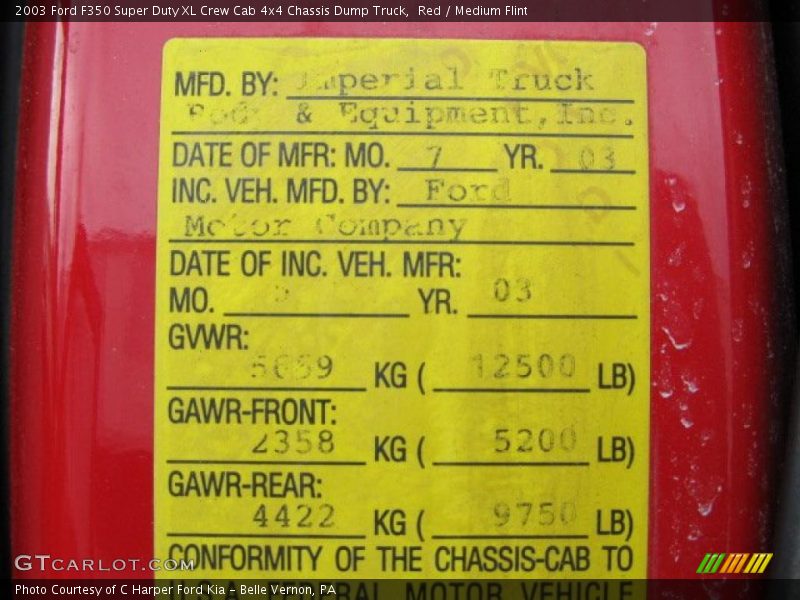 2003 Ford F350 Super Duty XL Crew Cab 4x4 Chassis Dump Truck,  Red / Medium Flint
MFD. BY: Imperial Truck
Body & Equipment,Inc.
DATE OF MFR: MO. 7 YR. 03
INC. VEH. MFD. BY: Ford
Motor Company
DATE OF INC. VEH. MFR:
MO. YR. 03
GVWR:
5669 KG ( 12500 LB)
GAWR-FRONT:
2358 KG ( 5200 LB)
GAWR-REAR:
4422 KG ( 9750 LB)
CONFORMITY OF THE CHASSIS-CAB TO
U.S.A. FEDERAL MOTOR VEHICLE
GTCARLOT.COM
Photo Courtesy of C Harper Ford Kia – Belle Vernon, PA